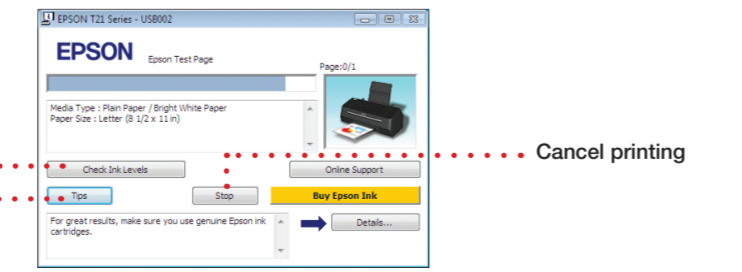 EPSON T21 Series - USB002
EPSON
Epson Test Page
Page:0/1
Media Type : Plain Paper / Bright White Paper
Paper Size : Letter (8 1/2 x 11 in)
Cancel printing
Check Ink Levels
Online Support
Tips
Stop
Buy Epson Ink
For great results, make sure you use genuine Epson ink
cartridges.
Details...